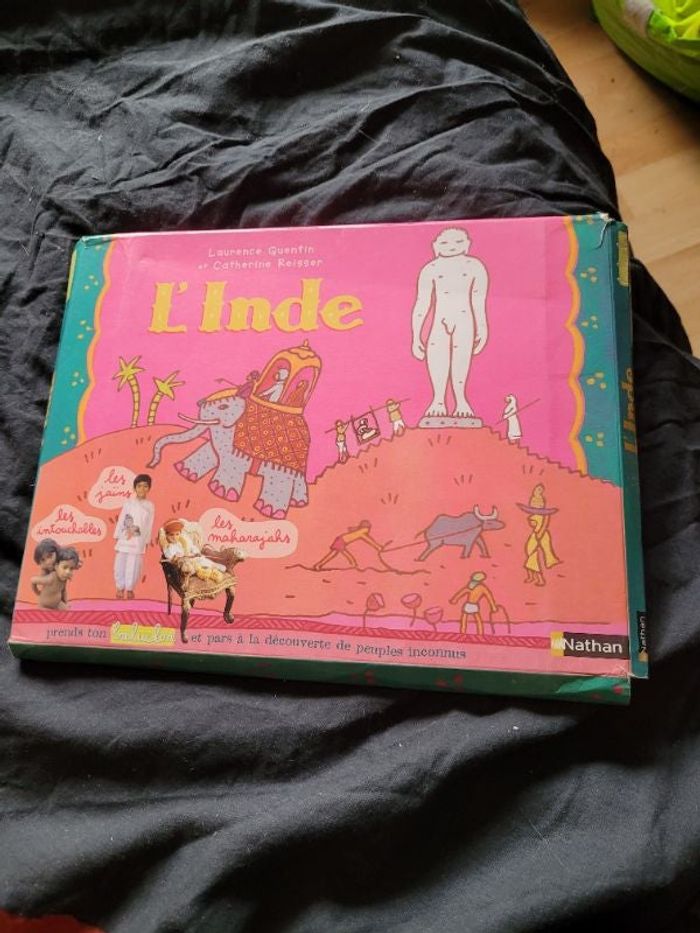 Laurence Quentin
et Catherine Reisser
L'Inde
L'Inde
les
jaïns
les
intouchables
les
maharajahs
prends ton baluchon et pars à la découverte de peuples inconnus
Nathan
Nathan